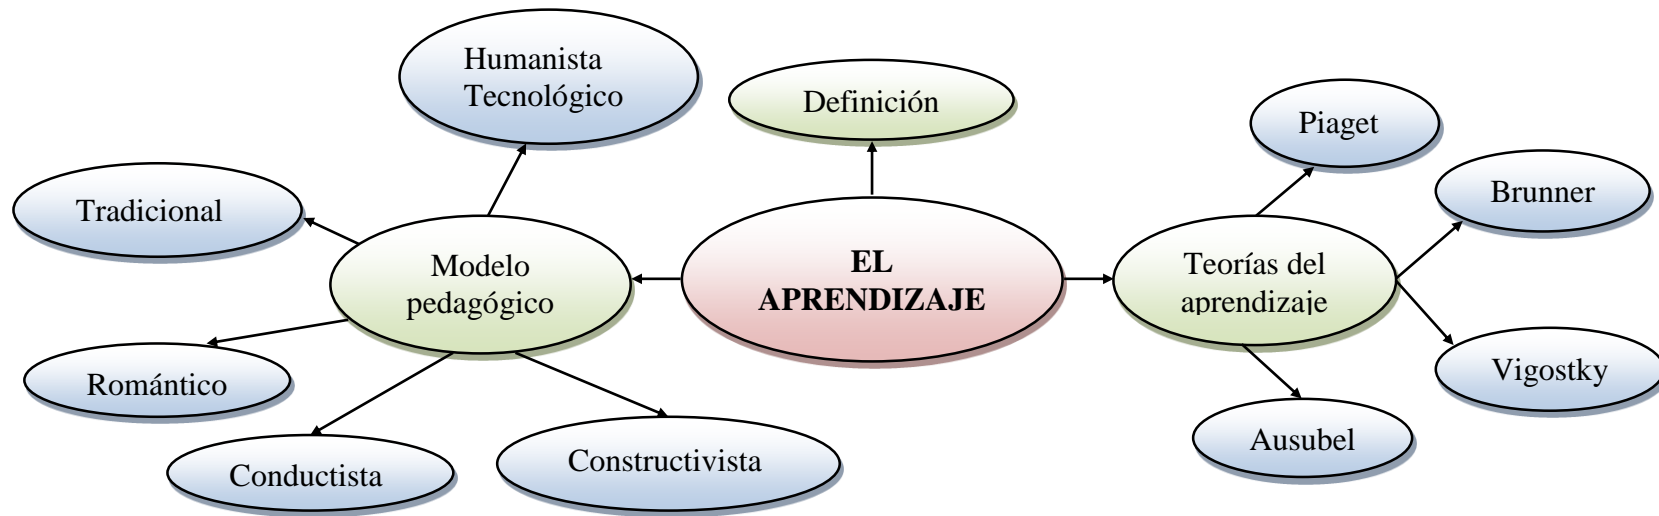 Humanista
Tecnológico
Definición
Piaget
Tradicional
Brunner
Modelo
pedagógico
EL
APRENDIZAJE
Teorías del
aprendizaje
Romántico
Vigostky
Conductista
Constructivista
Ausubel